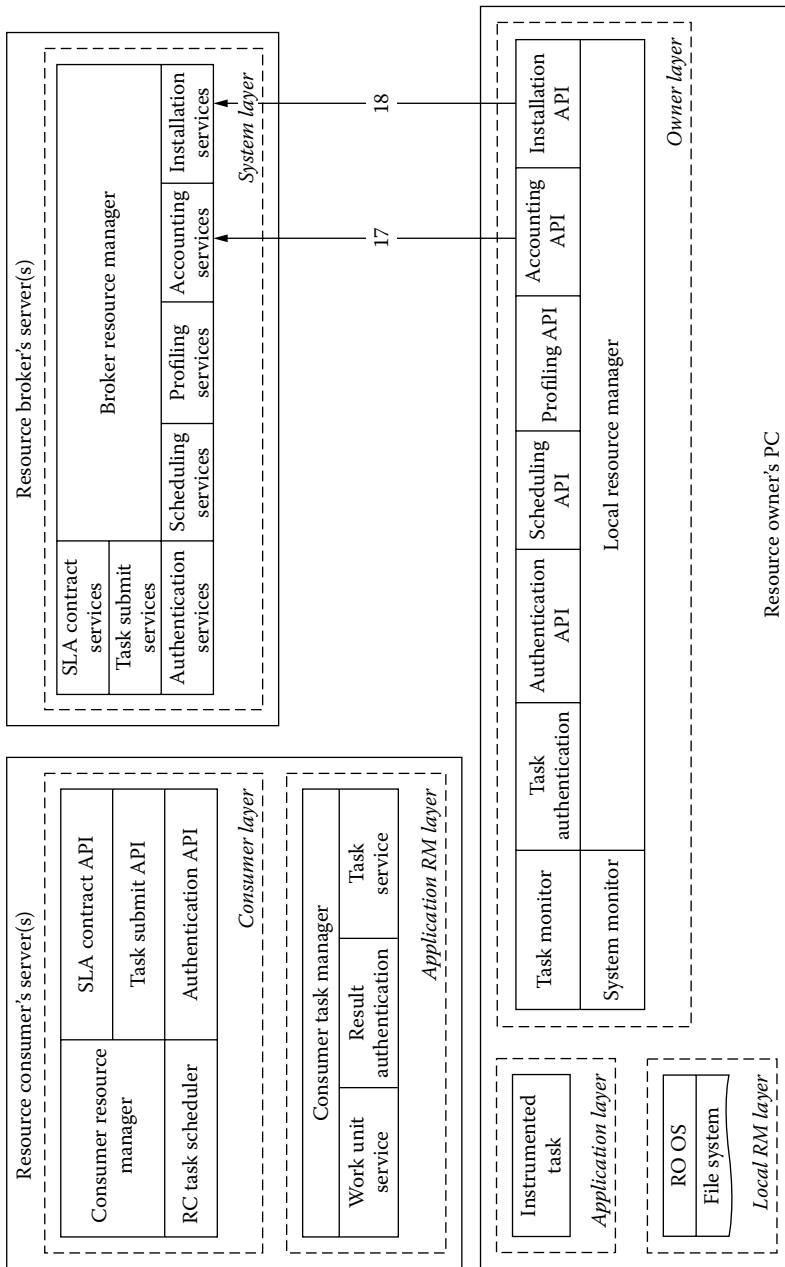 Resource consumer's server(s)
Consumer resource
manager
SLA contract API
Task submit API
RC task scheduler
Authentication API
Consumer layer
Consumer task manager
Work unit
service
Result
authentication
Task
service
Application RM layer
Resource broker's server(s)
SLA contract
services
Task submit
services
Broker resource manager
Authentication
services
Scheduling
services
Profiling
services
Accounting
services
Installation
services
System layer
17
18
Instrumented
task
Application layer
RO OS
File system
Local RM layer
Task monitor
Task
authentication
Authentication
API
Scheduling
API
Profiling API
Accounting
API
Installation
API
System monitor
Local resource manager
Owner layer
Resource owner's PC